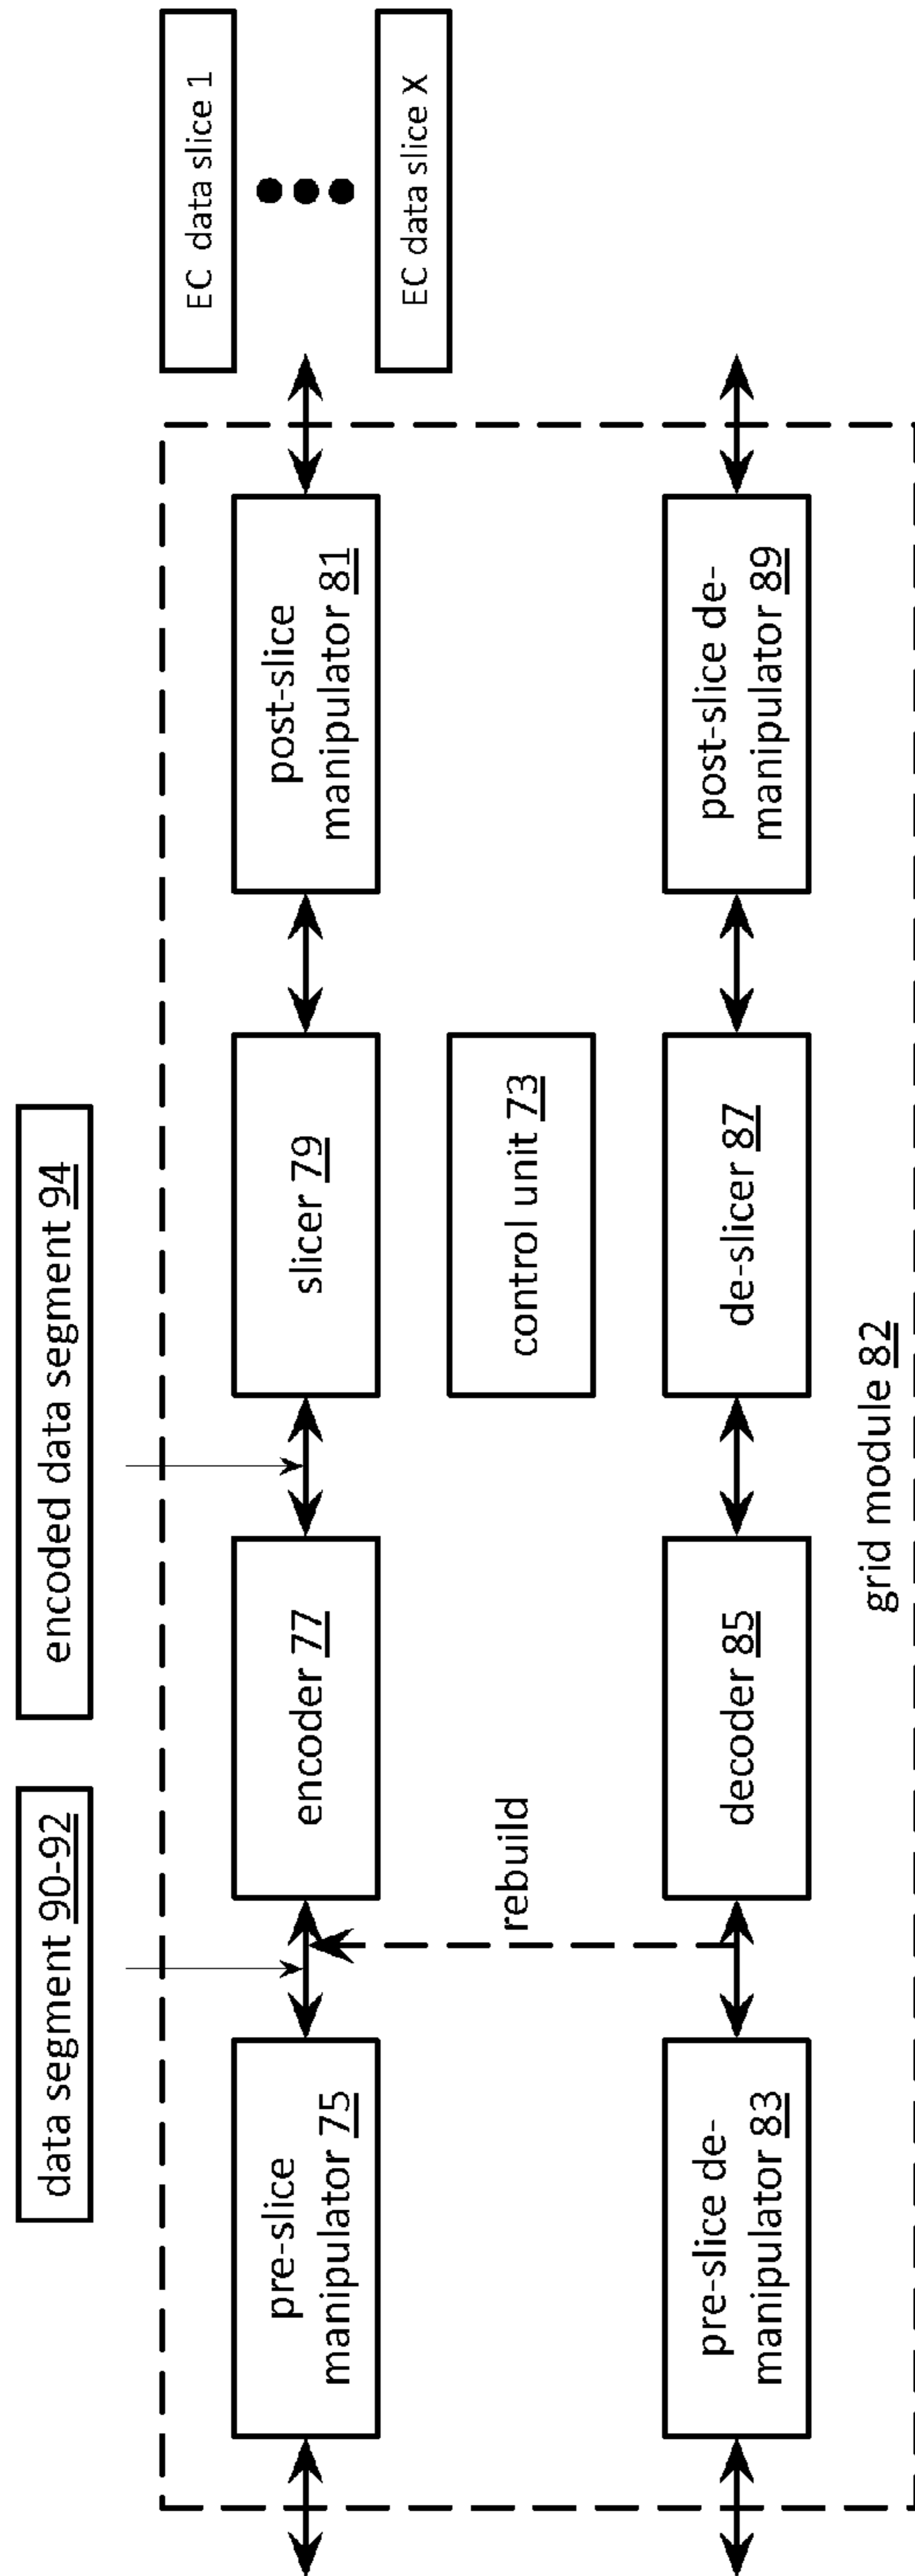 data segment 90-92
encoded data segment 94
EC data slice 1
EC data slice X
pre-slice
manipulator 75
encoder 77
slicer 79
post-slice
manipulator 81
rebuild
control unit 73
pre-slice de-
manipulator 83
decoder 85
de-slicer 87
post-slice de-
manipulator 89
grid module 82